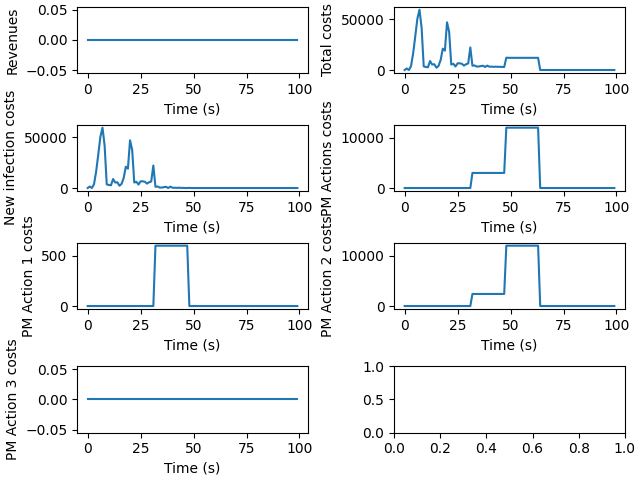 Revenues
0.05
0.00
−0.05
0 25 50 75 100
Time (s)
Total costs
50000
0
0 25 50 75 100
Time (s)
New infection costs
50000
0
0 25 50 75 100
Time (s)
PM Actions costs
10000
0
0 25 50 75 100
Time (s)
PM Action 1 costs
500
0
0 25 50 75 100
Time (s)
PM Action 2 costs
10000
0
0 25 50 75 100
Time (s)
PM Action 3 costs
0.05
0.00
−0.05
0 25 50 75 100
Time (s)
1.0
0.5
0.0
0.0 0.2 0.4 0.6 0.8 1.0